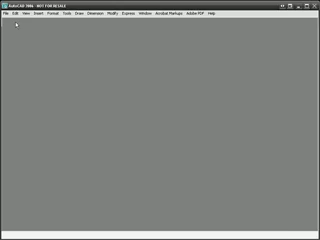 AutoCAD 2006 - NOT FOR RESALE
File Edit View Insert Format Tools Draw Dimension Modify Express Window Acrobat Markups Adobe PDF Help